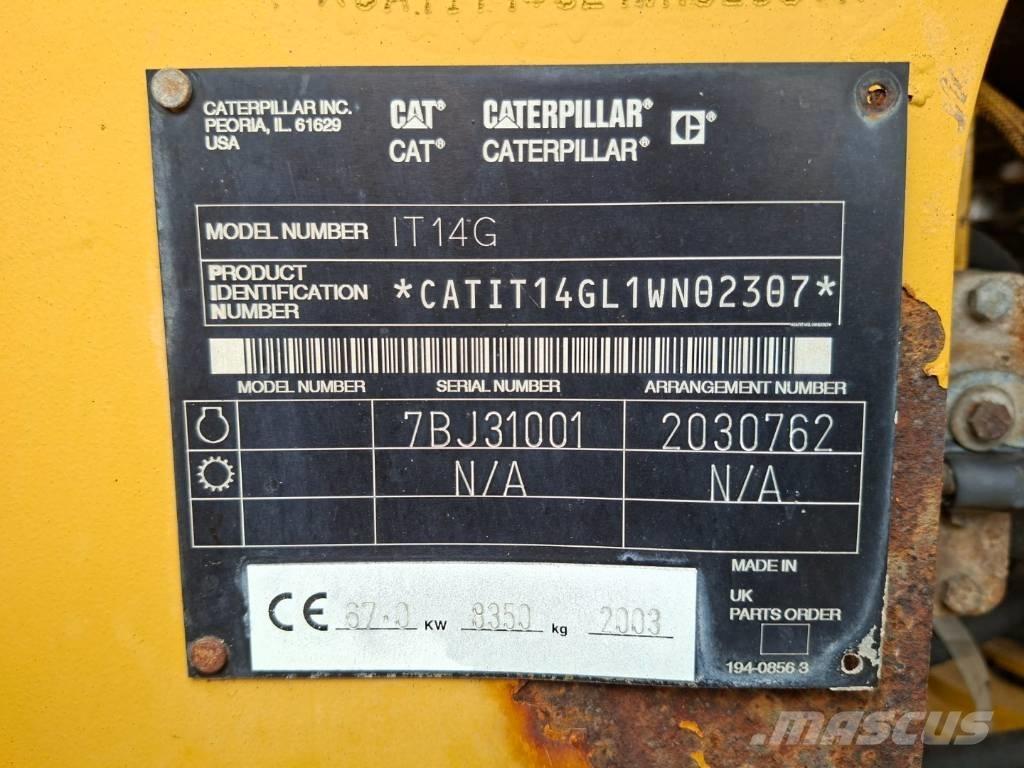 CATERPILLAR INC.
PEORIA, IL. 61629
USA
CAT® CATERPILLAR® ®
CAT® CATERPILLAR®
MODEL NUMBER IT14G
PRODUCT
IDENTIFICATION
NUMBER
*CATIT14GL1WN02307*
MODEL NUMBER SERIAL NUMBER ARRANGEMENT NUMBER
7BJ31001 2030762
N/A N/A
MADE IN
UK
PARTS ORDER
194-0856 3
CE 67.0 KW 8350 kg 2003
MASCUS